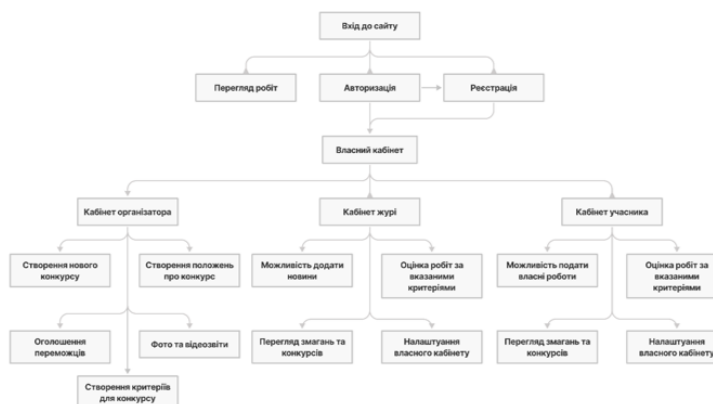 Вхід до сайту
Перегляд робіт
Авторизація
Реєстрація
Власний кабінет
Кабінет організатора
Кабінет журі
Кабінет учасника
Створення нового
конкурсу
Створення положень
про конкурс
Можливість додати
новини
Оцінка робіт за
вказаними
критеріями
Можливість подати
власні роботи
Оцінка робіт за
вказаними
критеріями
Оголошення
переможців
Фото та відеозвіти
Перегляд змагань та
конкурсів
Налаштування
власного кабінету
Перегляд змагань та
конкурсів
Налаштування
власного кабінету
Створення критеріїв
для конкурсу